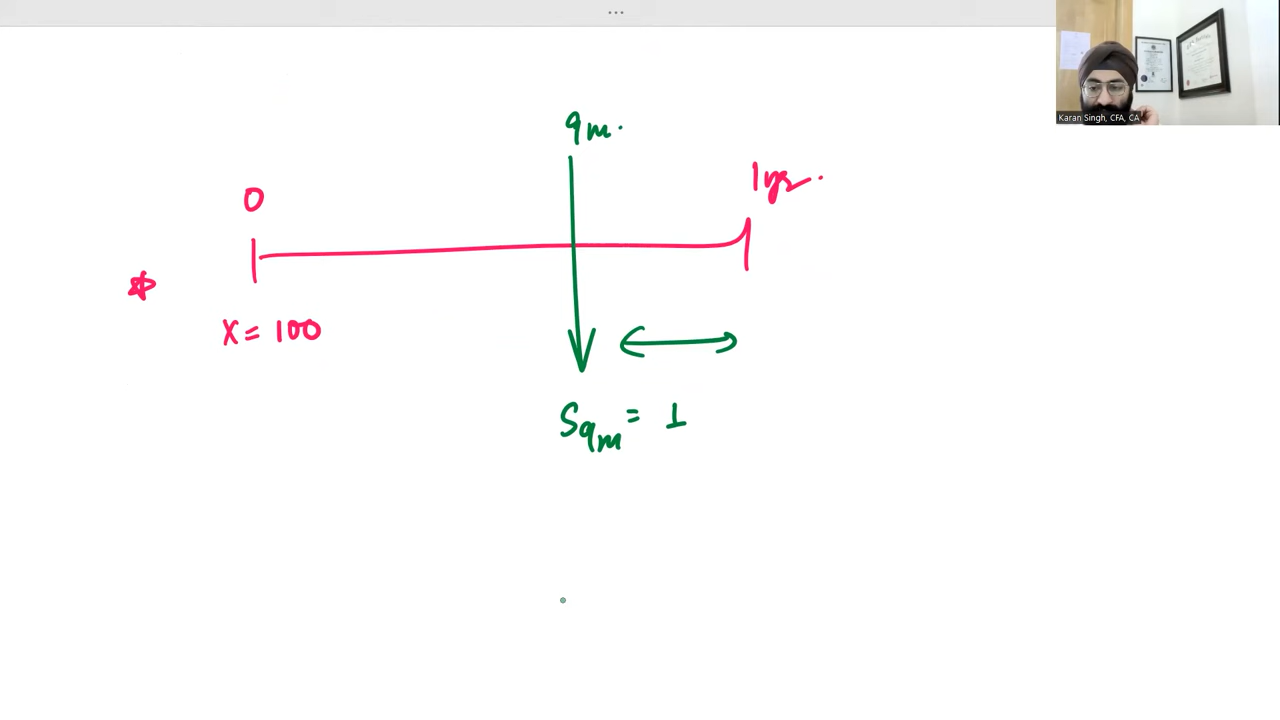 9m.
1yr.
0
X = 100
S9m = 1
Karan Singh, CFA, CA